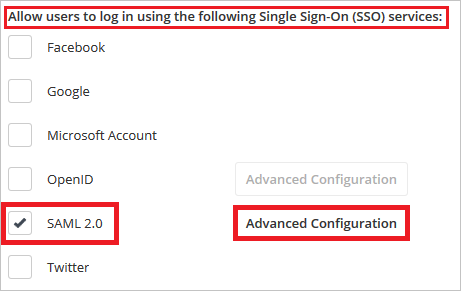 Allow users to log in using the following Single Sign-On (SSO) services:
Facebook
Google
Microsoft Account
OpenID Advanced Configuration
SAML 2.0 Advanced Configuration
Twitter